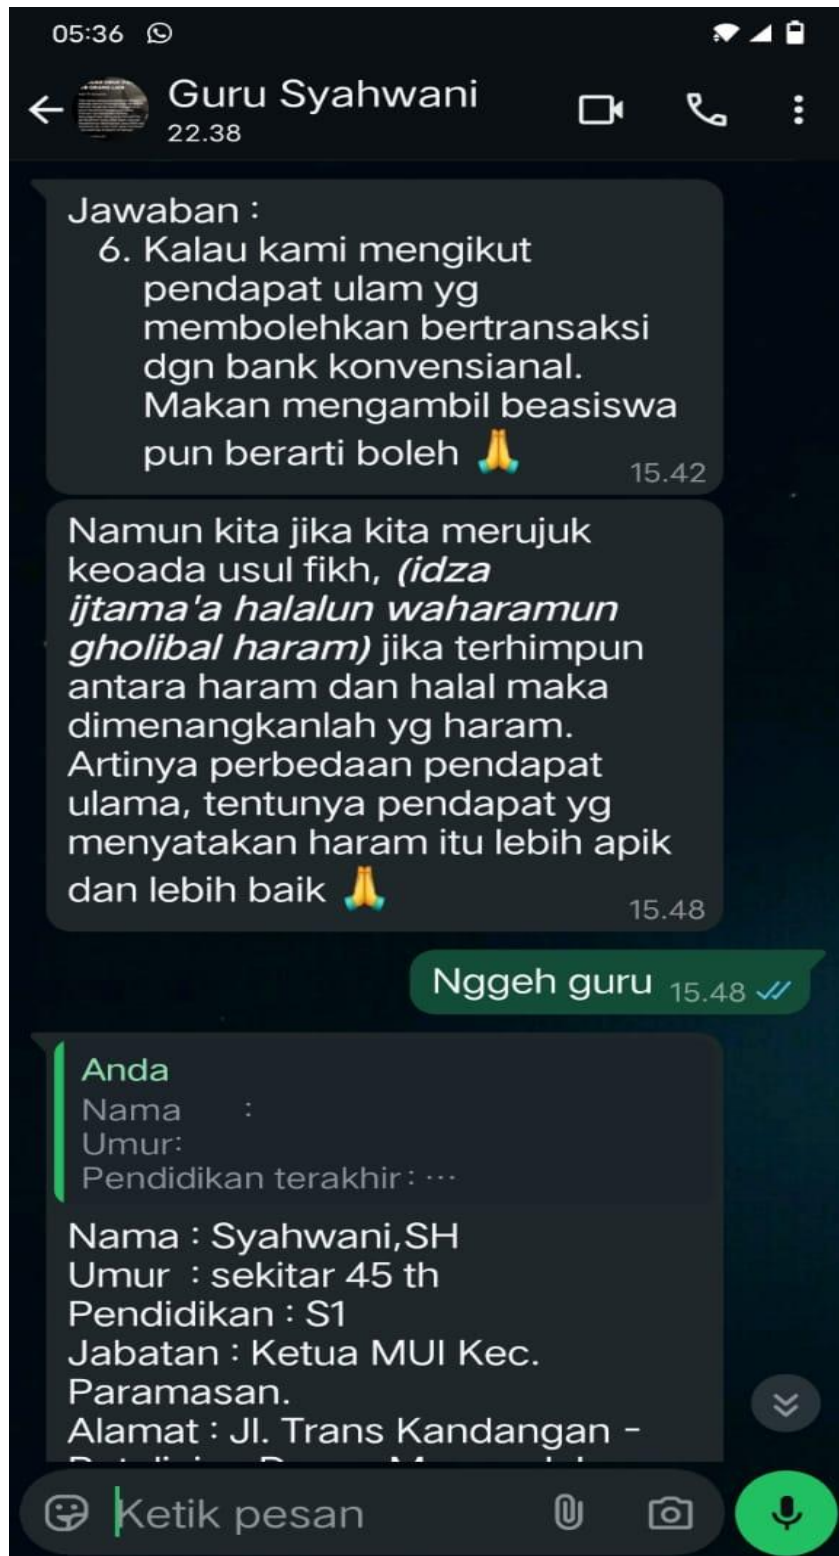 05:36
Guru Syahwani
22.38
Jawaban :
6. Kalau kami mengikut
pendapat ulam yg
membolehkan bertransaksi
dgn bank konvensianal.
Makan mengambil beasiswa
pun berarti boleh 🙏
15.42
Namun kita jika kita merujuk
keoada usul fikh, (idza
ijtama'a halalun waharamun
gholibal haram) jika terhimpun
antara haram dan halal maka
dimenangkanlah yg haram.
Artinya perbedaan pendapat
ulama, tentunya pendapat yg
menyatakan haram itu lebih apik
dan lebih baik 🙏
15.48
Nggeh guru 15.48
Anda
Nama :
Umur:
Pendidikan terakhir: ...
Nama : Syahwani,SH
Umur : sekitar 45 th
Pendidikan : S1
Jabatan : Ketua MUI Kec.
Paramasan.
Alamat : Jl. Trans Kandangan -
Ketik pesan